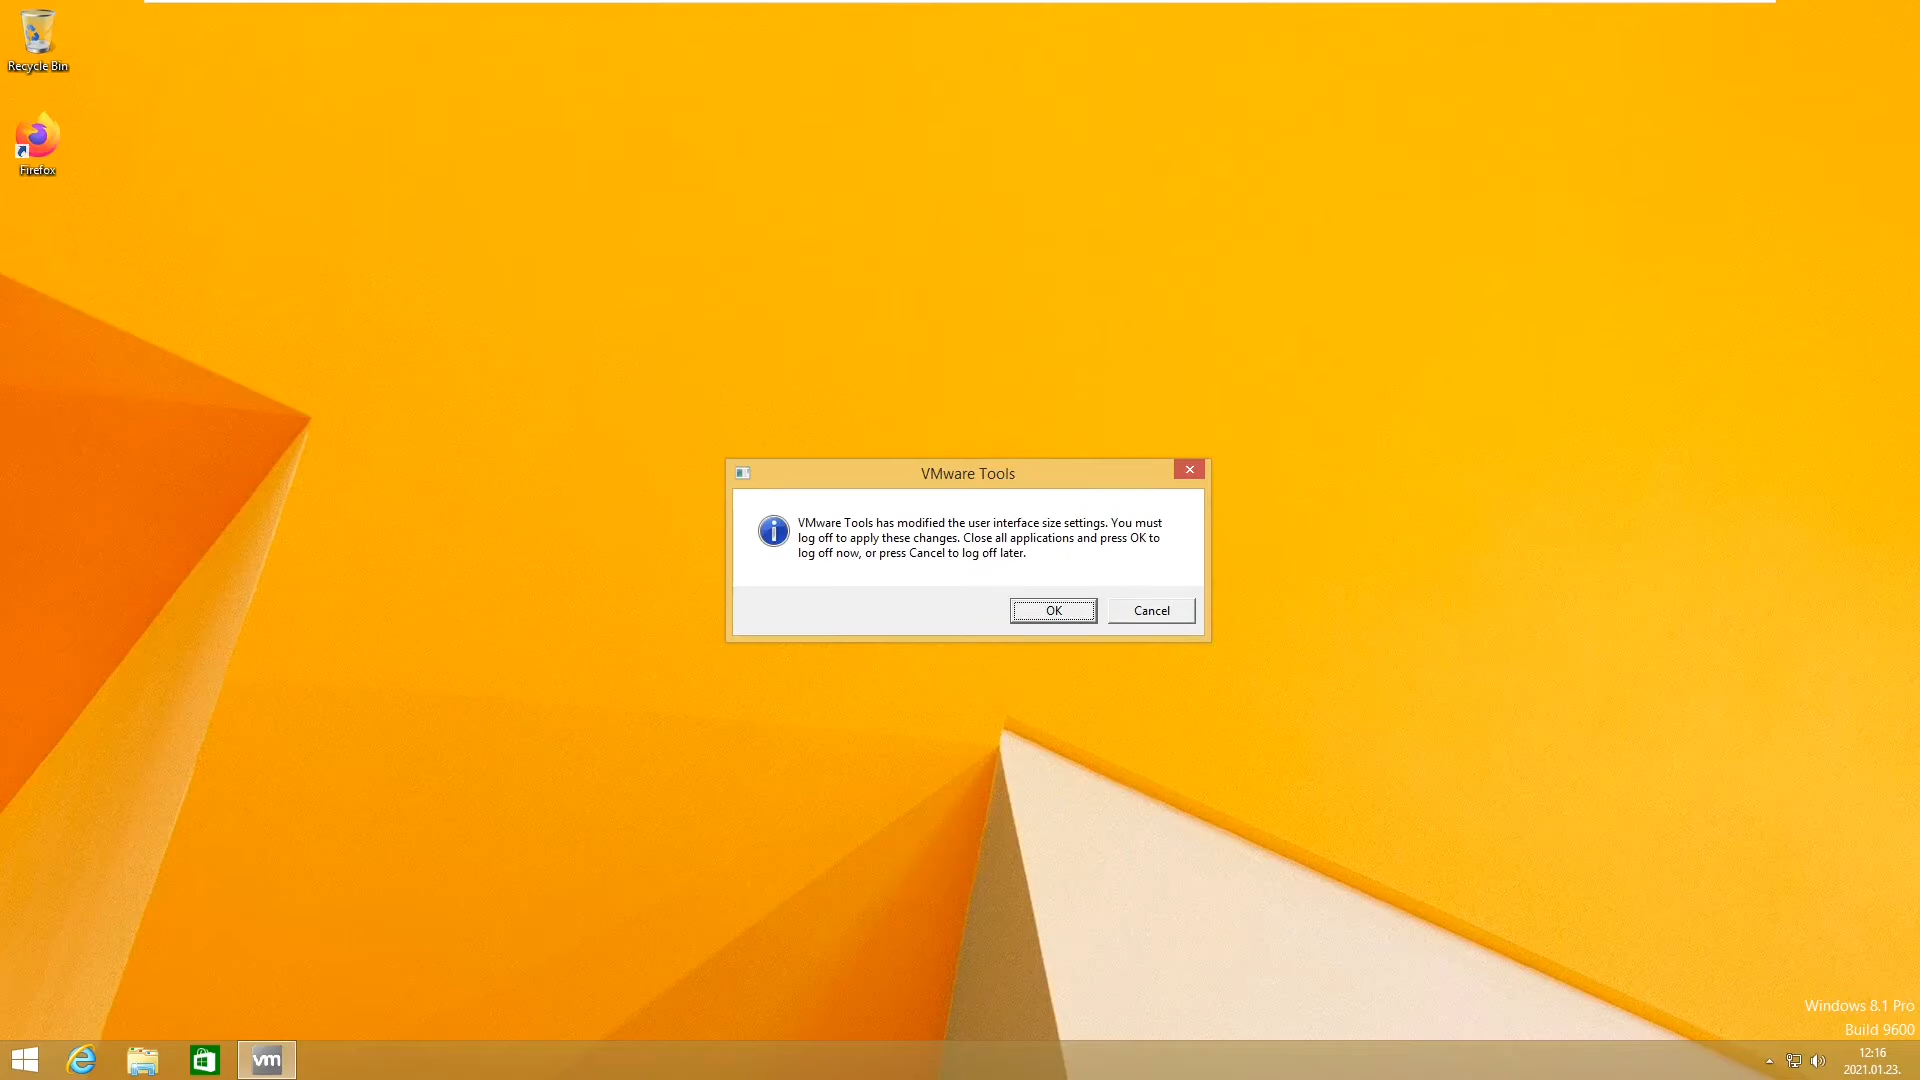 Recycle Bin
Firefox
VMware Tools
VMware Tools has modified the user interface size settings. You must
log off to apply these changes. Close all applications and press OK to
log off now, or press Cancel to log off later.
OK
Cancel
Windows 8.1 Pro
Build 9600
vm
12:16
2021.01.23.